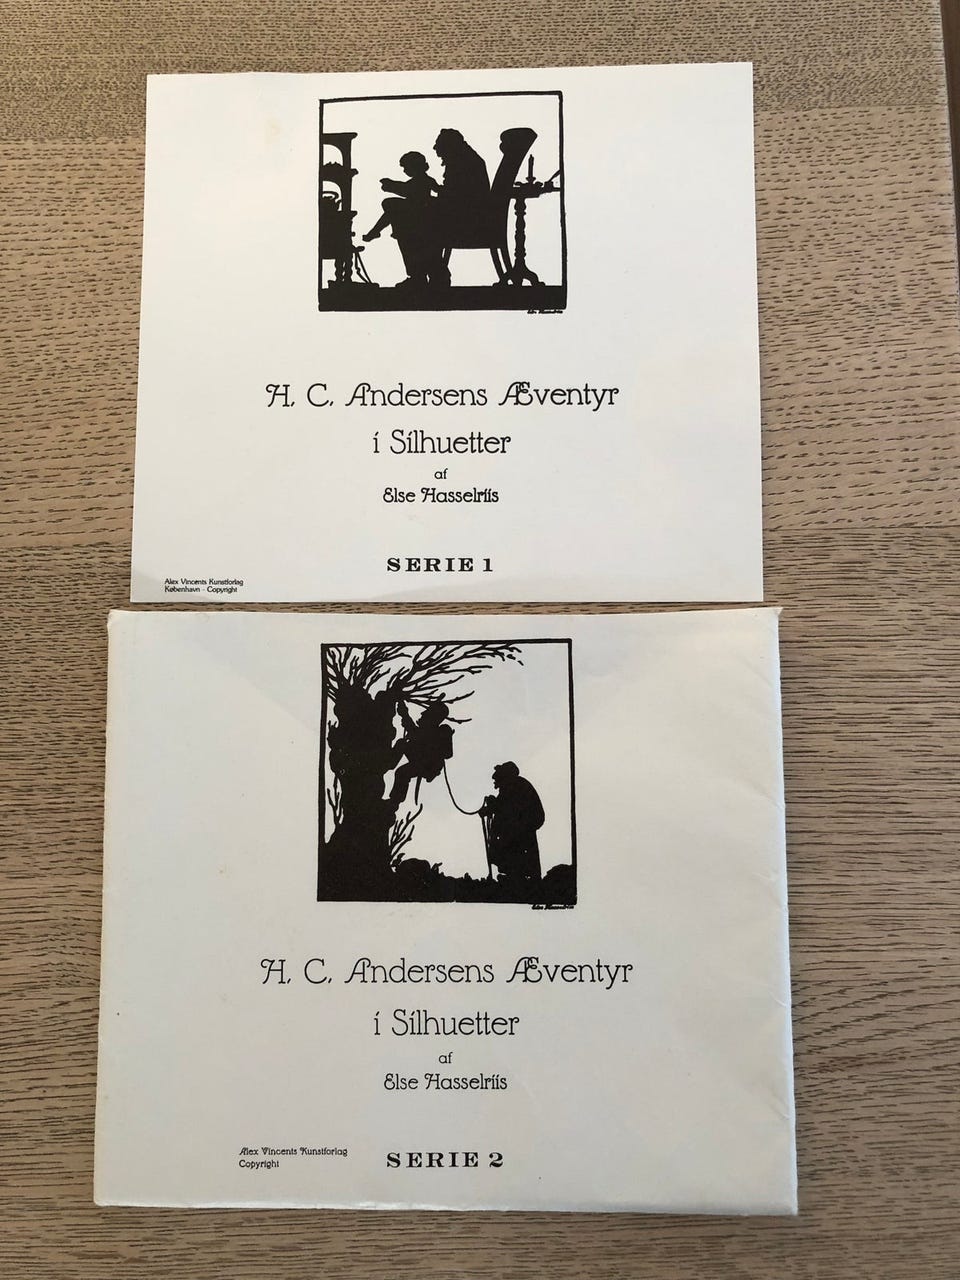 H. C. Andersens Æventyr
i Silhuetter
af
Else Hasselriis
SERIE 1
Alex Vincents Kunstforlag
København - Copyright
H. C. Andersens Æventyr
i Silhuetter
af
Else Hasselriis
Alex Vincents Kunstforlag
Copyright
SERIE 2